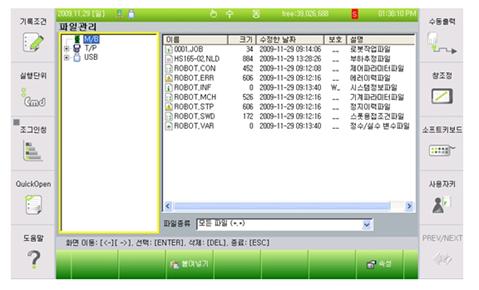 기록조건
2009.11.29 [일]
free:39,026,688
S
01:38:10 PM
수동출력
파일관리
M/B
T/P
USB
이름 크기 수정한 날짜 보호 설명
0001.JOB 34 2009-11-29 09:14:06 __ 로봇작업파일
HS165-02.NLD 884 2009-11-29 13:28:26 __ 부하추정파일
ROBOT.CON 452 2009-11-29 09:12:08 __ 제어파라미터파일
ROBOT.ERR 606 2009-11-29 09:12:16 __ 에러이력파일
ROBOT.INF 0 2009-11-29 09:13:40 W_ 시스템정보파일
ROBOT.MCH 526 2009-11-29 09:12:16 __ 기계파라미터파일
ROBOT.STP 606 2009-11-29 09:12:16 __ 정지이력파일
ROBOT.SWD 172 2009-11-29 09:12:16 __ 스폿용접조건파일
ROBOT.VAR 0 2009-11-29 09:13:40 __ 정수/실수 변수파일
실행단위
Cmd
창조정
조그인칭
소프트키보드
QuickOpen
사용자키
파일종류 모든 파일 (*.*)
도움말
화면 이동: [<-][ ->], 선택: [ENTER], 삭제: [DEL], 종료: [ESC]
PREV/NEXT
붙여넣기
속성